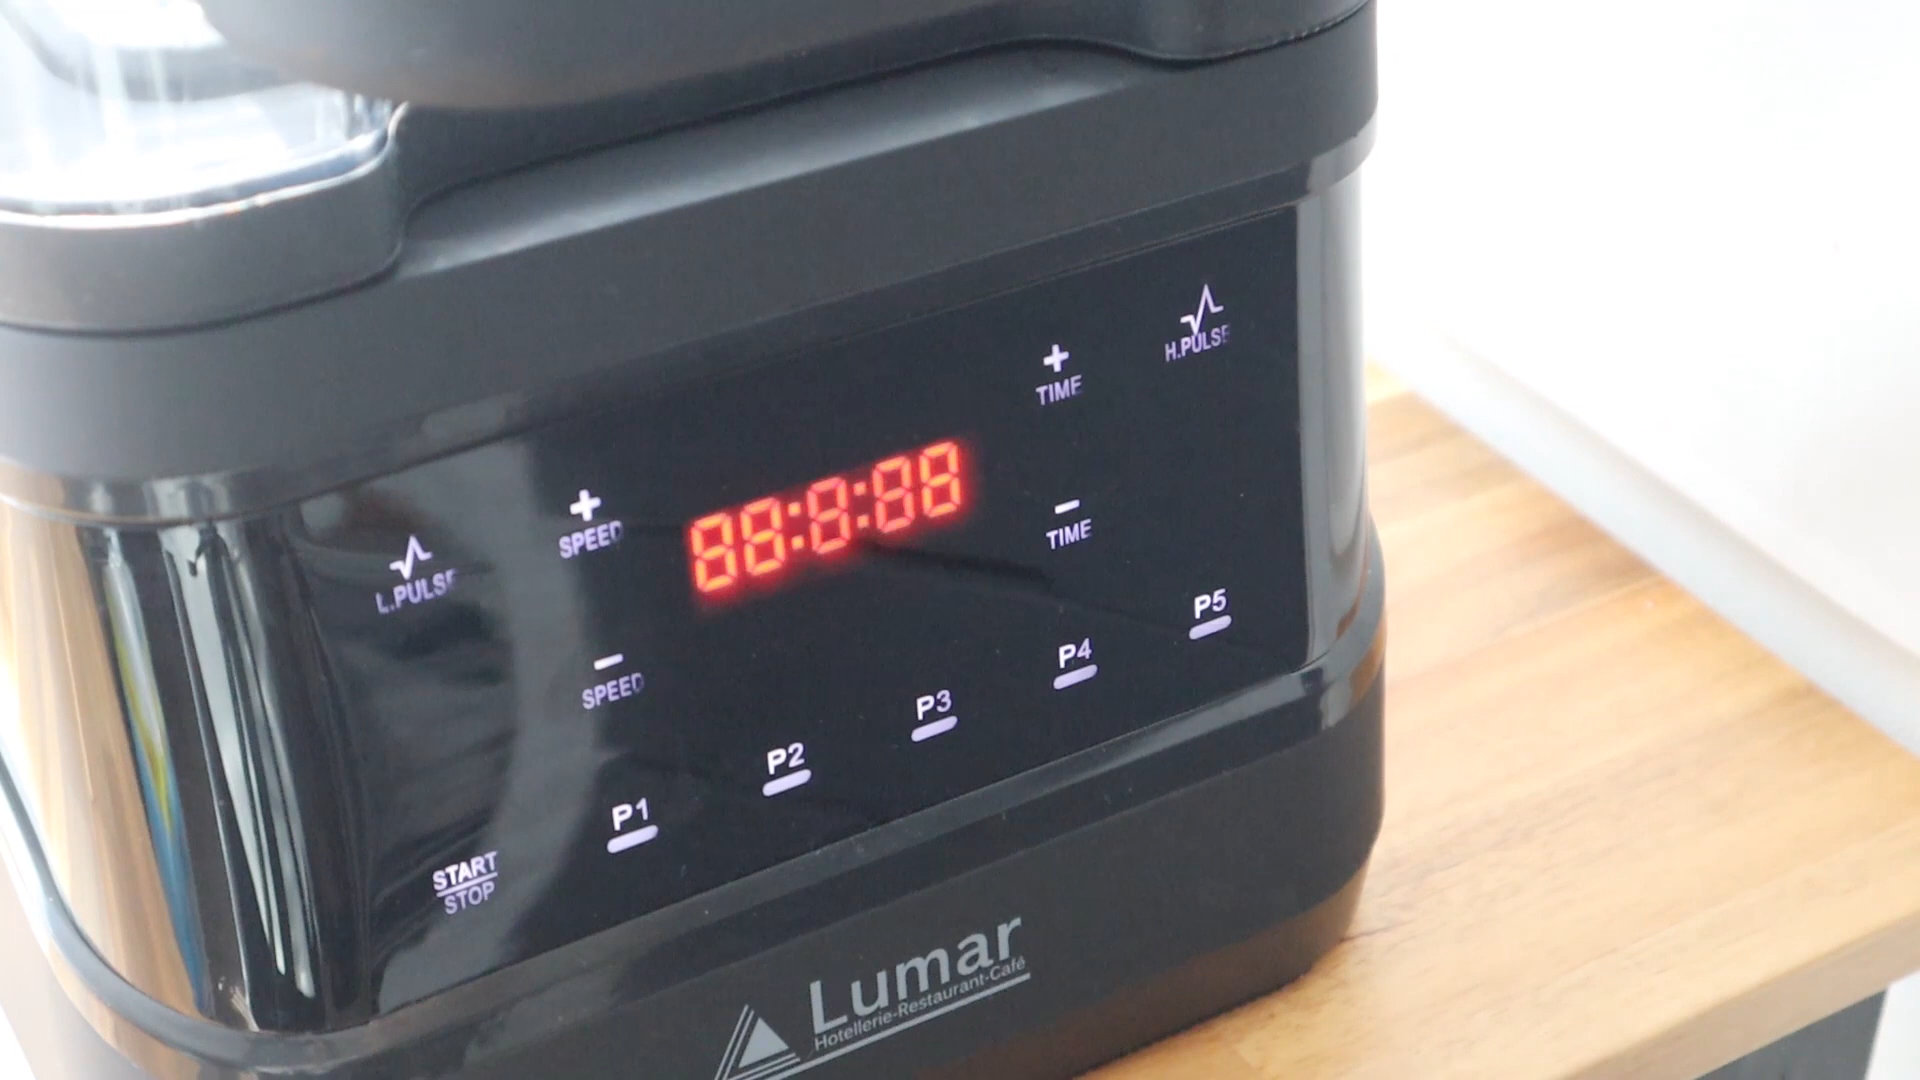 H.PULSE
+
TIME
+
SPEED
88:8:88
L.PULSE
-
TIME
-
SPEED
P1
P2
P3
P4
P5
START
STOP
Lumar
Hotellerie-Restaurant-Café